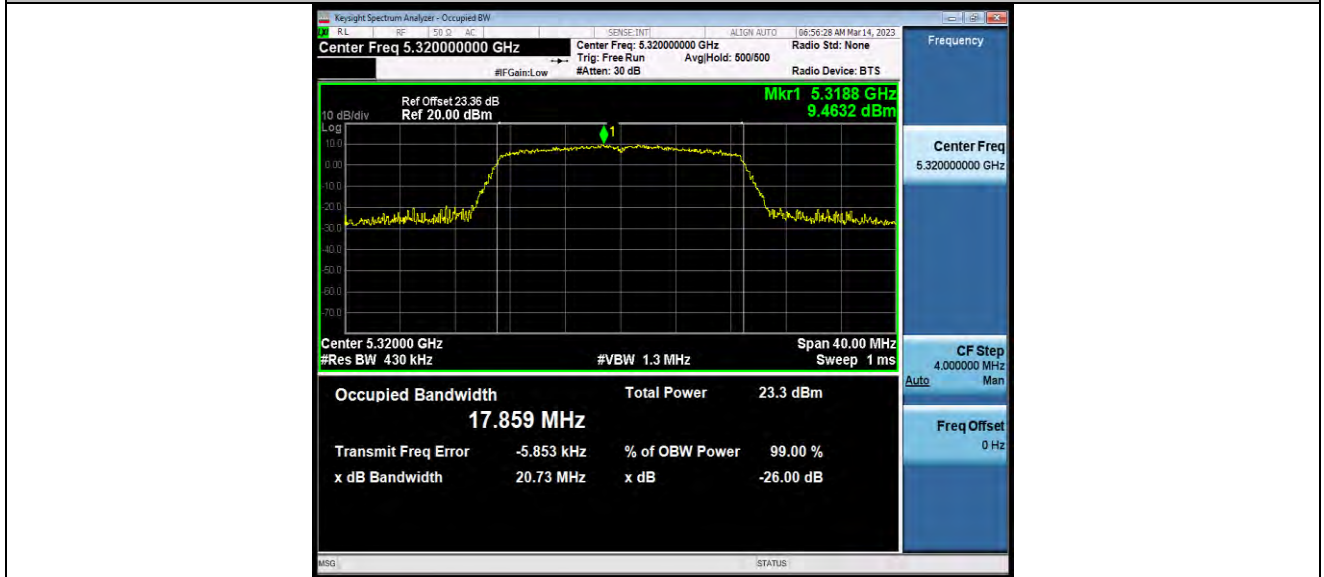 Keysight Spectrum Analyzer - Occupied BW
RL RF 50 Ω AC SENSE:INT ALIGN AUTO 06:56:28 AM Mar 14, 2023
Center Freq 5.320000000 GHz
Center Freq: 5.320000000 GHz Radio Std: None
Trig: Free Run Avg|Hold: 500/500
#IFGain:Low #Atten: 30 dB Radio Device: BTS
Frequency
Mkr1 5.3188 GHz
9.4632 dBm
Ref Offset 23.36 dB
10 dB/div Ref 20.00 dBm
Log
1
10.0
0.00
-10.0
-20.0
-30.0
-40.0
-50.0
-60.0
-70.0
Center 5.32000 GHz Span 40.00 MHz
#Res BW 430 kHz #VBW 1.3 MHz Sweep 1 ms
Center Freq
5.320000000 GHz
CF Step
4.000000 MHz
Auto Man
Freq Offset
0 Hz
Occupied Bandwidth Total Power 23.3 dBm
17.859 MHz
Transmit Freq Error -5.853 kHz % of OBW Power 99.00 %
x dB Bandwidth 20.73 MHz x dB -26.00 dB
MSG STATUS